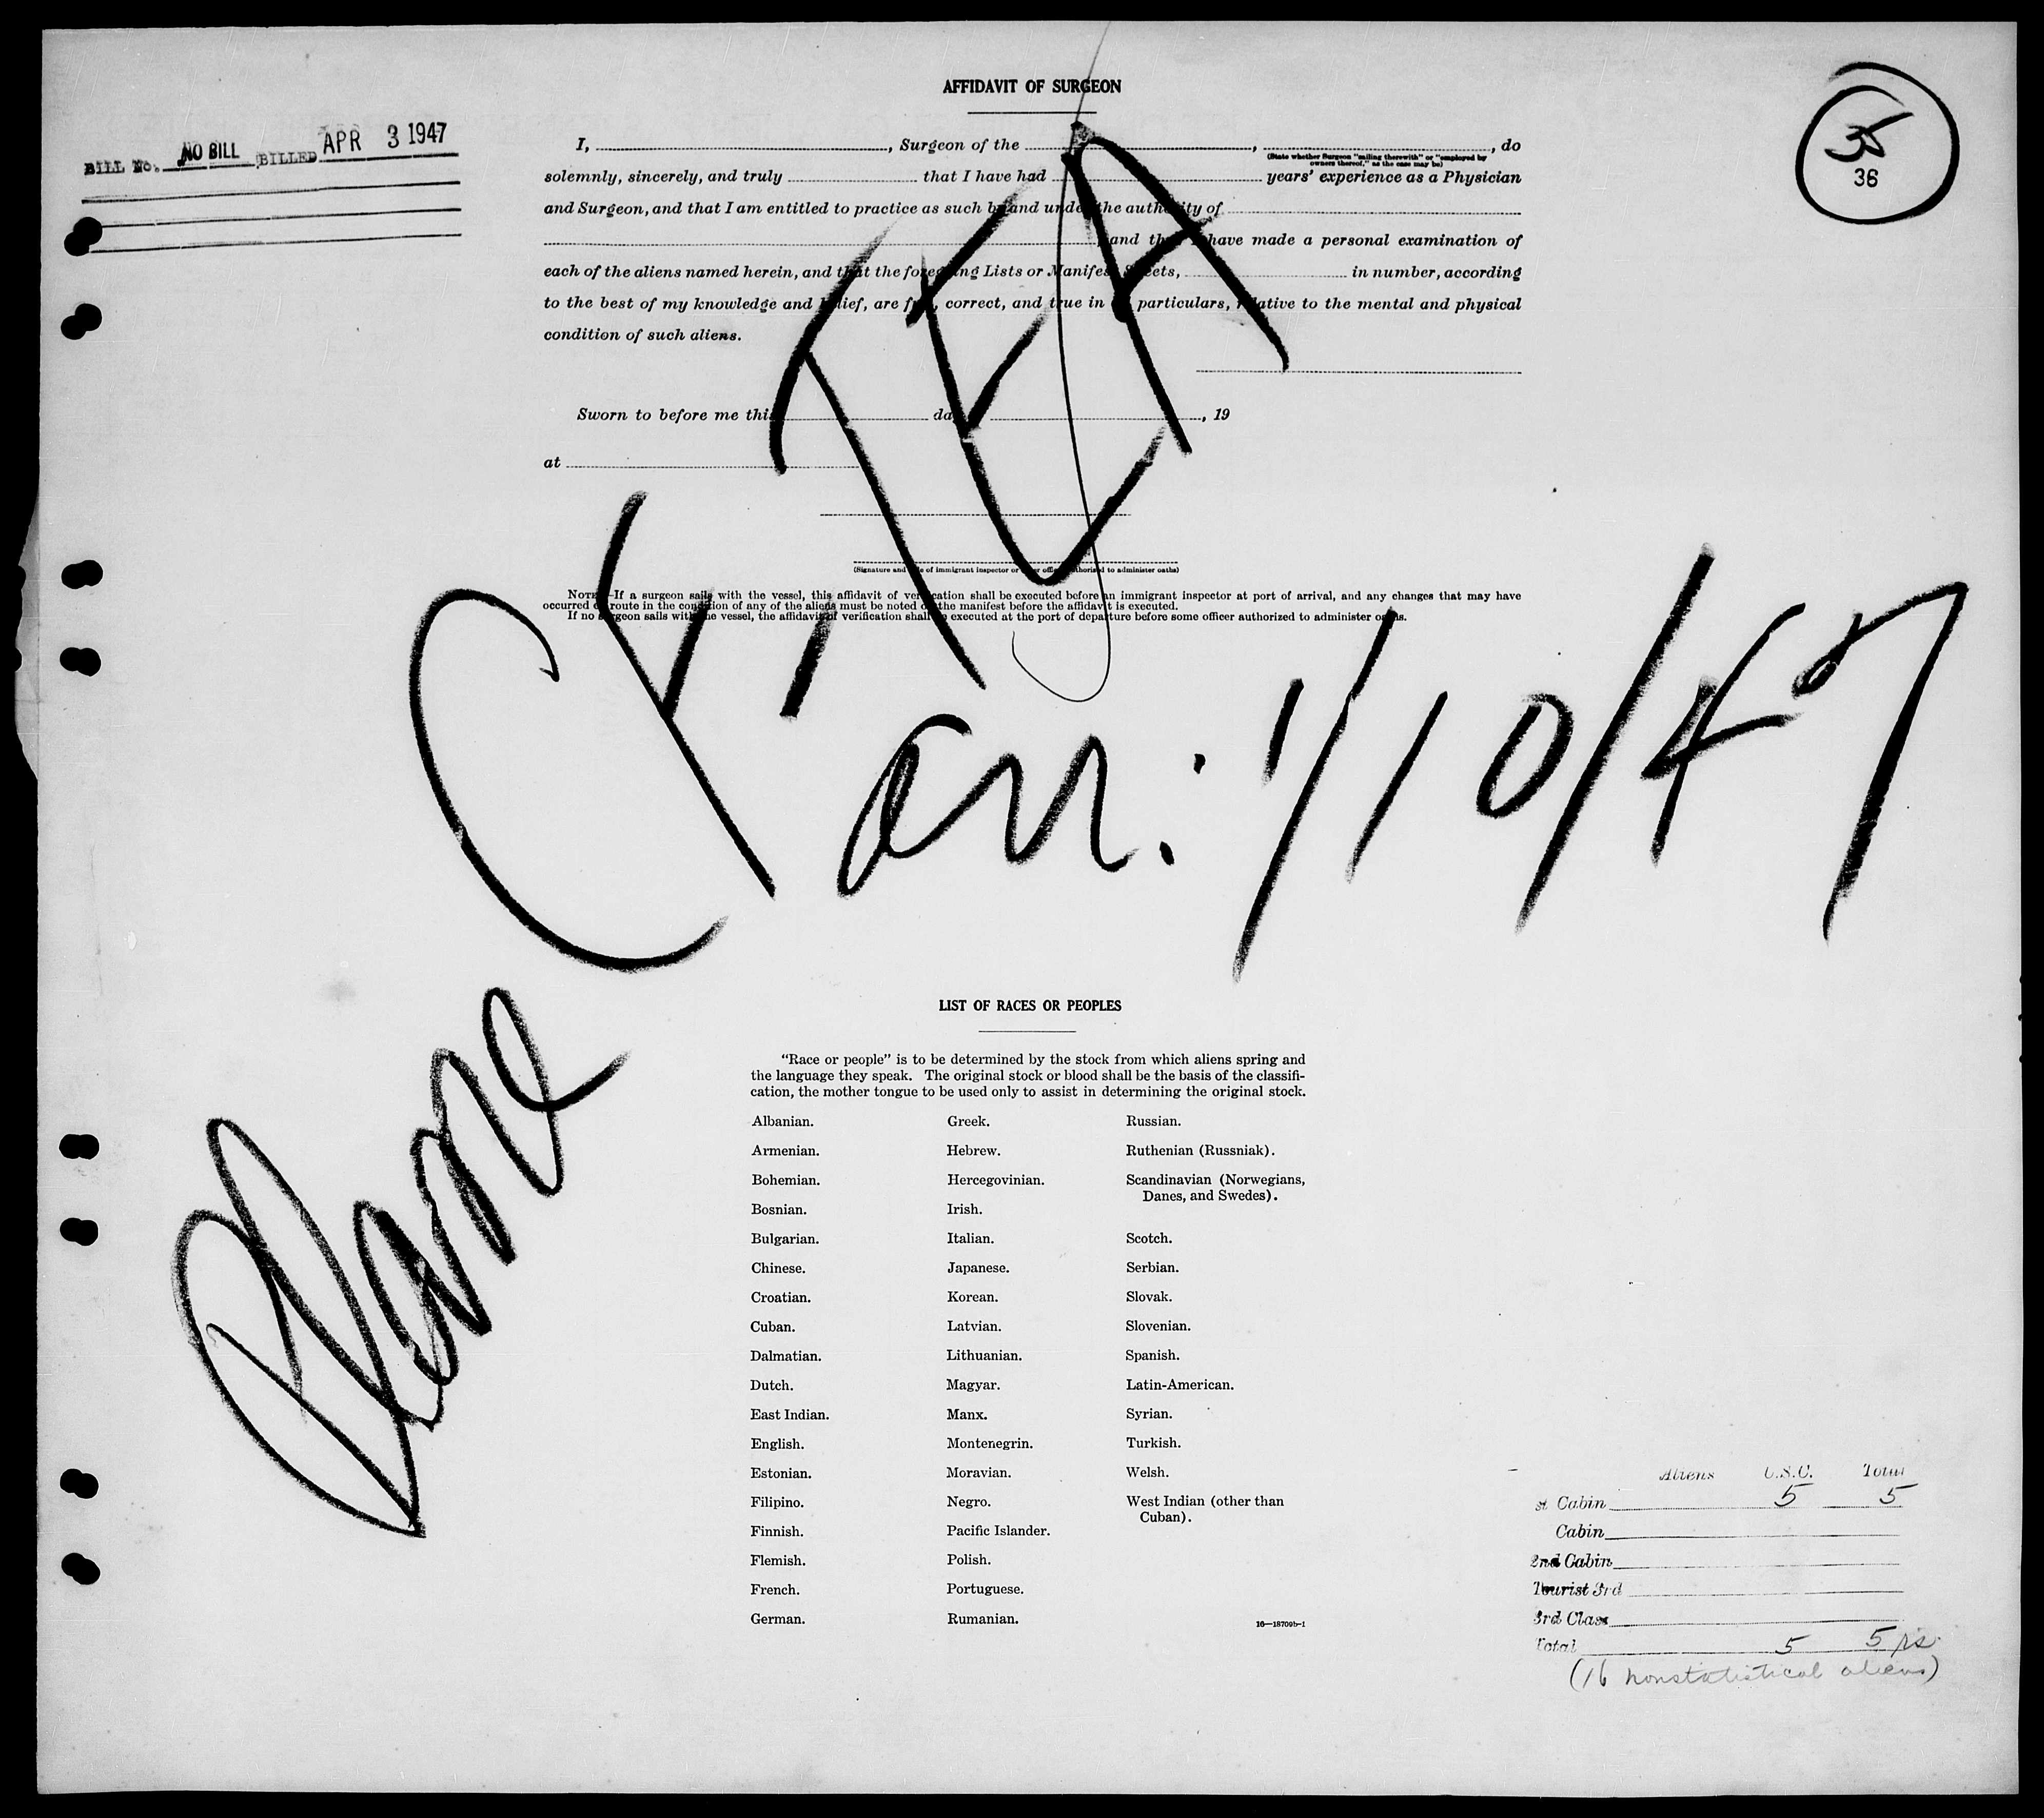 AFFIDAVIT OF SURGEON
BILL No. NO BILL BILLED APR 3 1947
36
I, , Surgeon of the , , do
(State whether Surgeon "sailing therewith" or "employed by owners thereof," as the case may be)
solemnly, sincerely, and truly that I have had years' experience as a Physician
and Surgeon, and that I am entitled to practice as such by and under the authority of
, and that I have made a personal examination of
each of the aliens named herein, and that the foregoing Lists or Manifest Sheets, in number, according
to the best of my knowledge and belief, are full, correct, and true in all particulars, relative to the mental and physical
condition of such aliens.
Sworn to before me this day , 19
at
(Signature and title of immigrant inspector or other officer authorized to administer oaths)
NOTE.—If a surgeon sails with the vessel, this affidavit of verification shall be executed before an immigrant inspector at port of arrival, and any changes that may have
occurred en route in the condition of any of the aliens must be noted on the manifest before the affidavit is executed.
If no surgeon sails with the vessel, the affidavit of verification shall be executed at the port of departure before some officer authorized to administer oaths.
Plane CF-TEA
arr: 1/10/47
LIST OF RACES OR PEOPLES
"Race or people" is to be determined by the stock from which aliens spring and
the language they speak. The original stock or blood shall be the basis of the classifi-
cation, the mother tongue to be used only to assist in determining the original stock.
Albanian. Greek. Russian.
Armenian. Hebrew. Ruthenian (Russniak).
Bohemian. Hercegovinian. Scandinavian (Norwegians,
Danes, and Swedes).
Bosnian. Irish.
Bulgarian. Italian. Scotch.
Chinese. Japanese. Serbian.
Croatian. Korean. Slovak.
Cuban. Latvian. Slovenian.
Dalmatian. Lithuanian. Spanish.
Dutch. Magyar. Latin-American.
East Indian. Manx. Syrian.
English. Montenegrin. Turkish.
Estonian. Moravian. Welsh.
Filipino. Negro. West Indian (other than
Cuban).
Finnish. Pacific Islander.
Flemish. Polish.
French. Portuguese.
German. Rumanian.
16—18709b-1
Aliens U.S.C. Total
st Cabin 5 5
Cabin
2nd Cabin
Tourist 3rd
3rd Class
Total 5 5
(16 nonstatistical aliens)